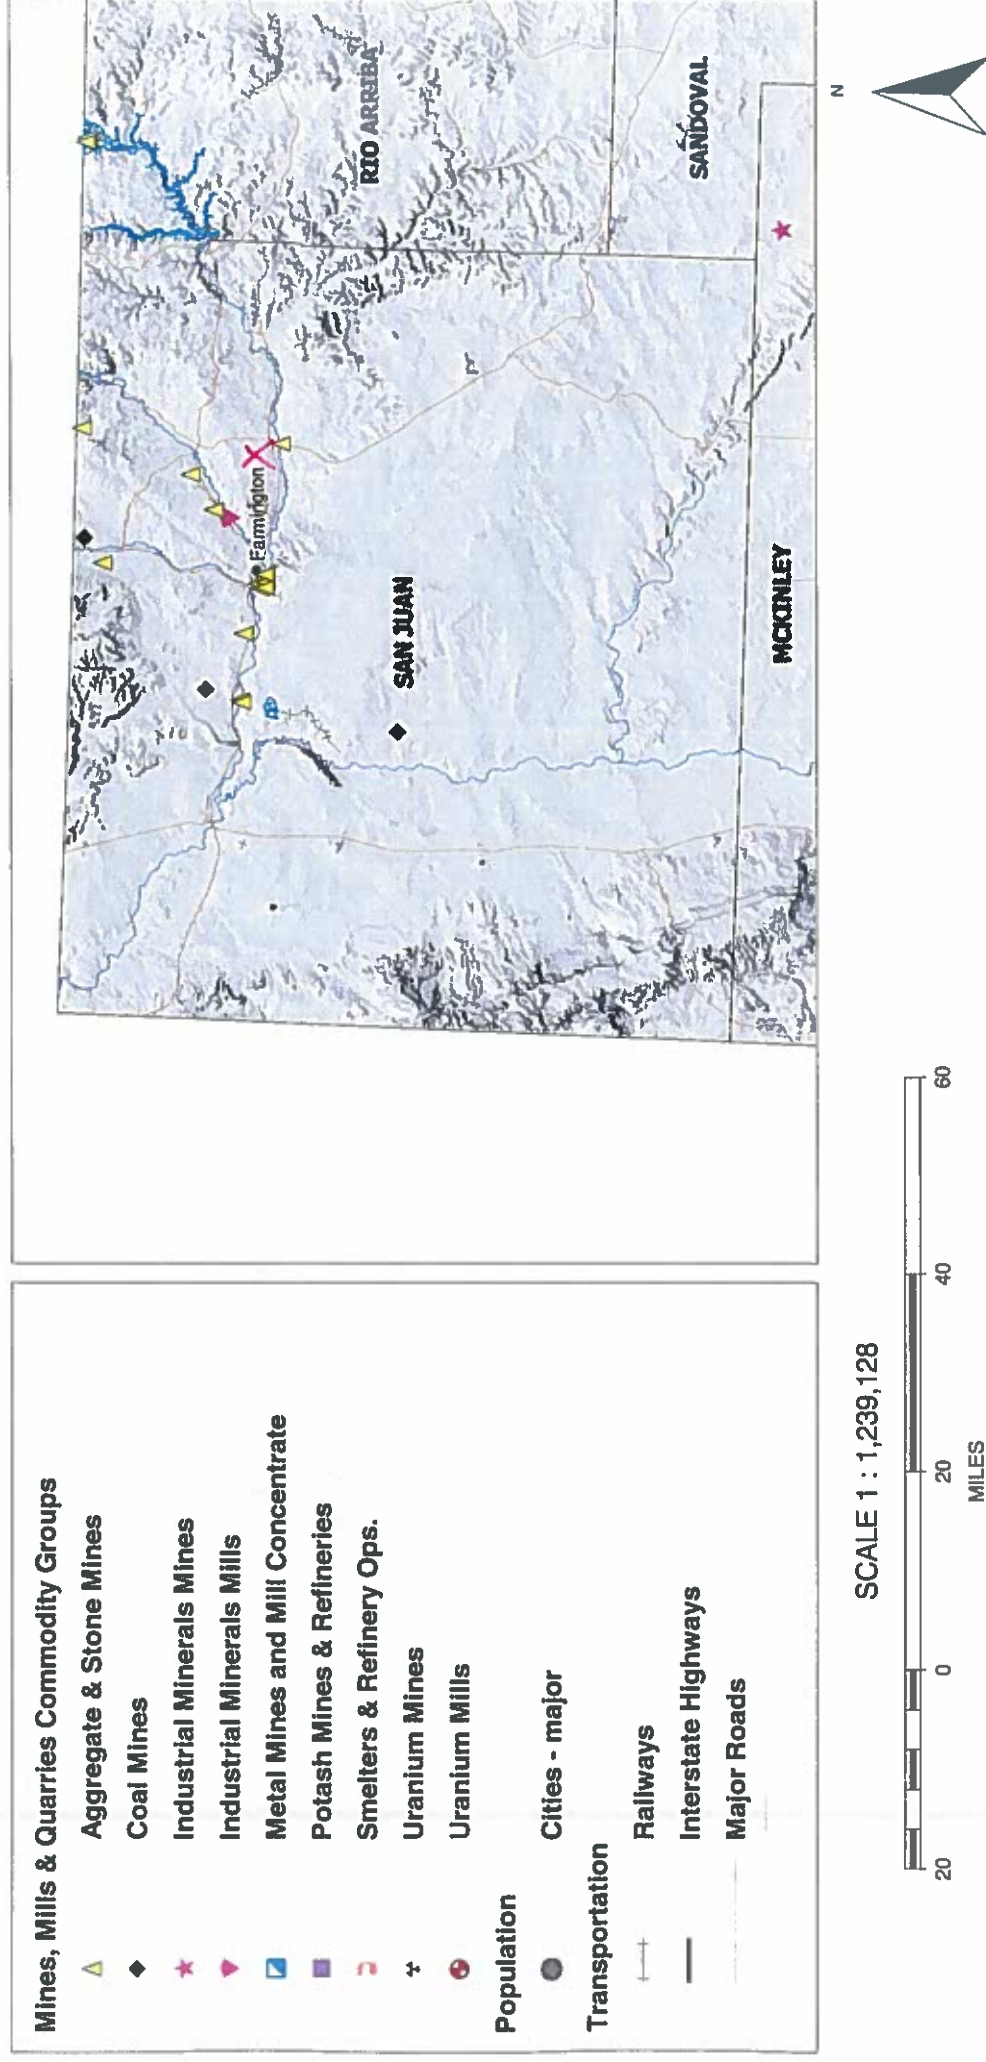 Mines, Mills & Quarries Commodity Groups
Aggregate & Stone Mines
Coal Mines
Industrial Minerals Mines
Industrial Minerals Mills
Metal Mines and Mill Concentrate
Potash Mines & Refineries
Smelters & Refinery Ops.
Uranium Mines
Uranium Mills
Population
Cities - major
Transportation
Railways
Interstate Highways
Major Roads
RIO ARRIBA
SANDOVAL
Farmington
SAN JUAN
MCKINLEY
N
SCALE 1 : 1,239,128
20 0 20 40 60
MILES